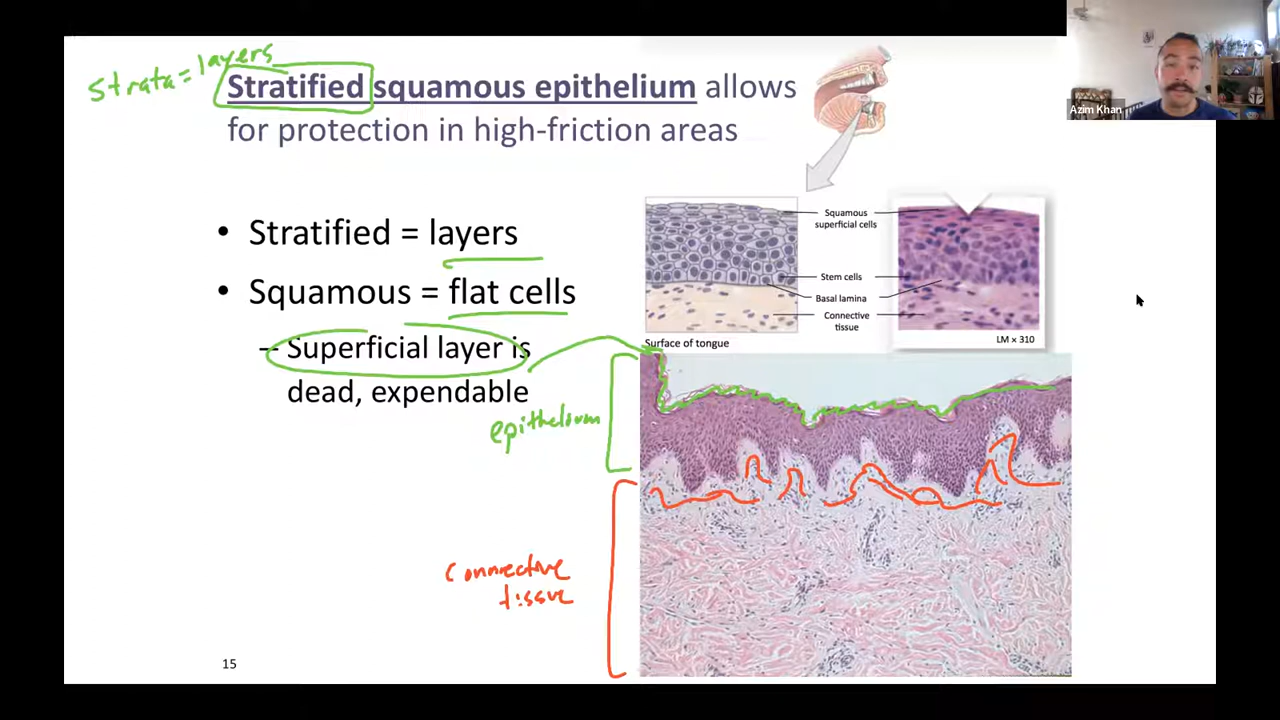 strata = layers
Stratified squamous epithelium allows
for protection in high-friction areas
• Stratified = layers
• Squamous = flat cells
– Superficial layer is
dead, expendable
epithelium
connective
tissue
Squamous
superficial cells
Stem cells
Basal lamina
Connective
tissue
Surface of tongue
LM × 310
15
Azim Khan